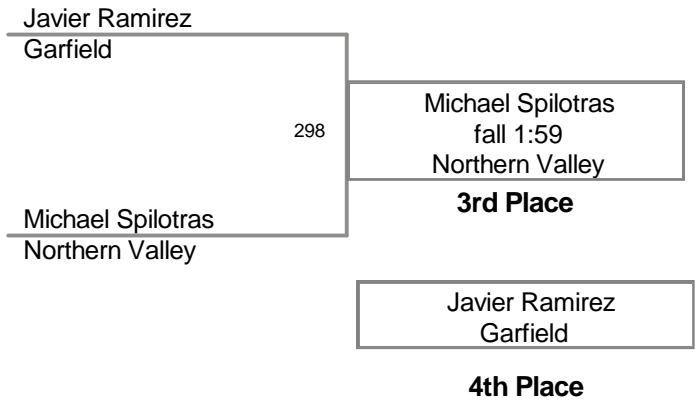 Javier Ramirez
Garfield
298
Michael Spilotras
fall 1:59
Northern Valley
3rd Place
Michael Spilotras
Northern Valley
Javier Ramirez
Garfield
4th Place